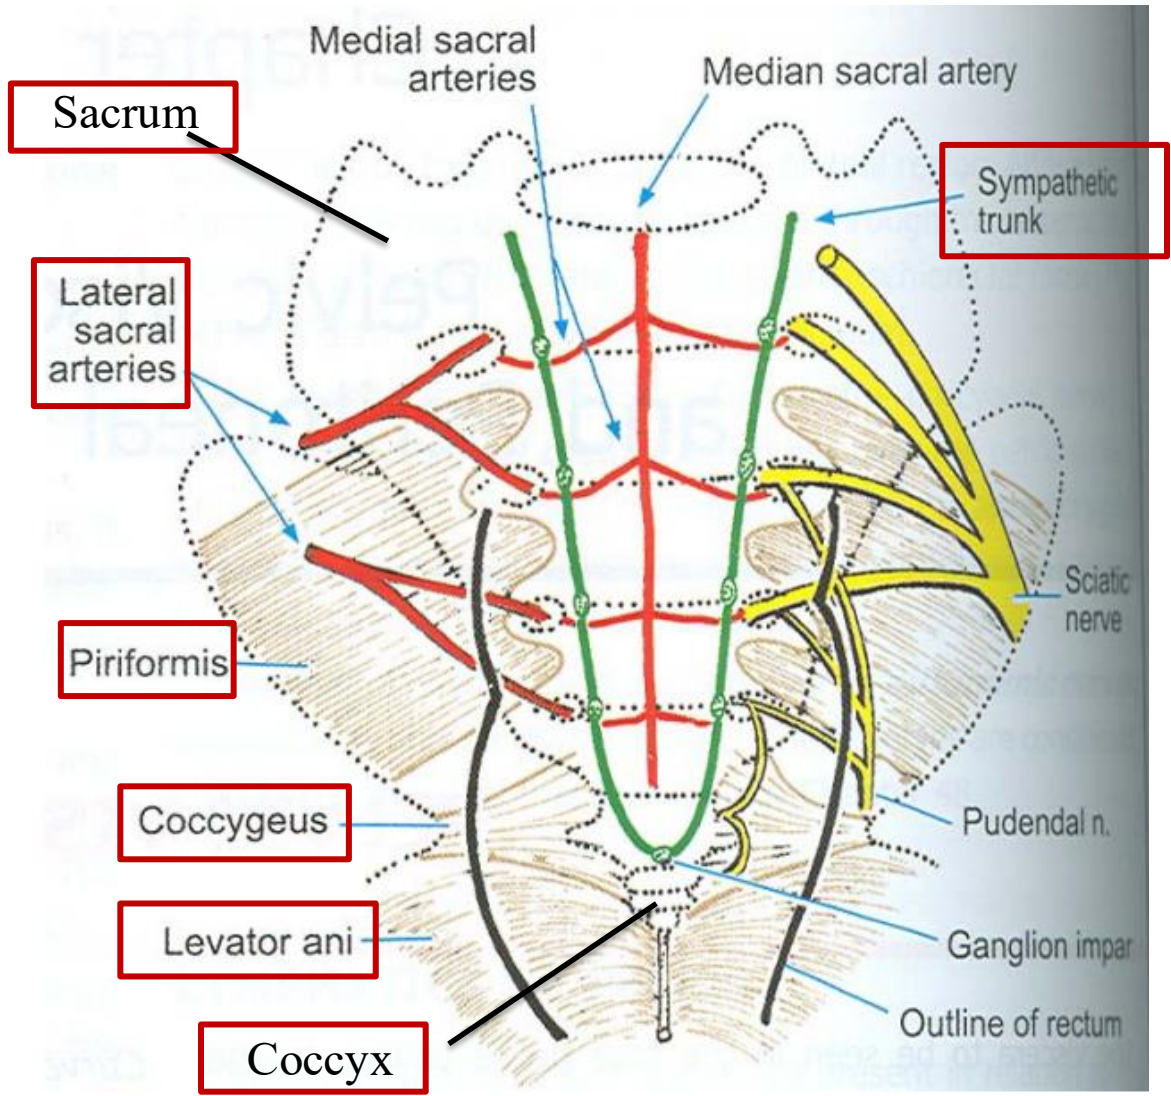 Medial sacral
arteries
Median sacral artery
Sacrum
Sympathetic
trunk
Lateral
sacral
arteries
Sciatic
nerve
Piriformis
Coccygeus
Pudendal n.
Levator ani
Ganglion impar
Outline of rectum
Coccyx